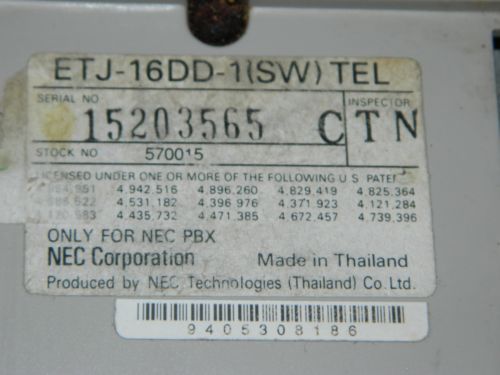 ETJ-16DD-1(SW) TEL
SERIAL NO
INSPECTOR
15203565 CTN
STOCK NO 570015
LICENSED UNDER ONE OR MORE OF THE FOLLOWING U S PATEN
4.942.516 4.896.260 4.829.419 4.825.364
4.531.182 4.396.976 4.371.923 4.121.284
4.435.732 4.471.385 4.672.457 4.739.396
ONLY FOR NEC PBX
NEC Corporation Made in Thailand
Produced by NEC Technologies (Thailand) Co. Ltd.
9405308186